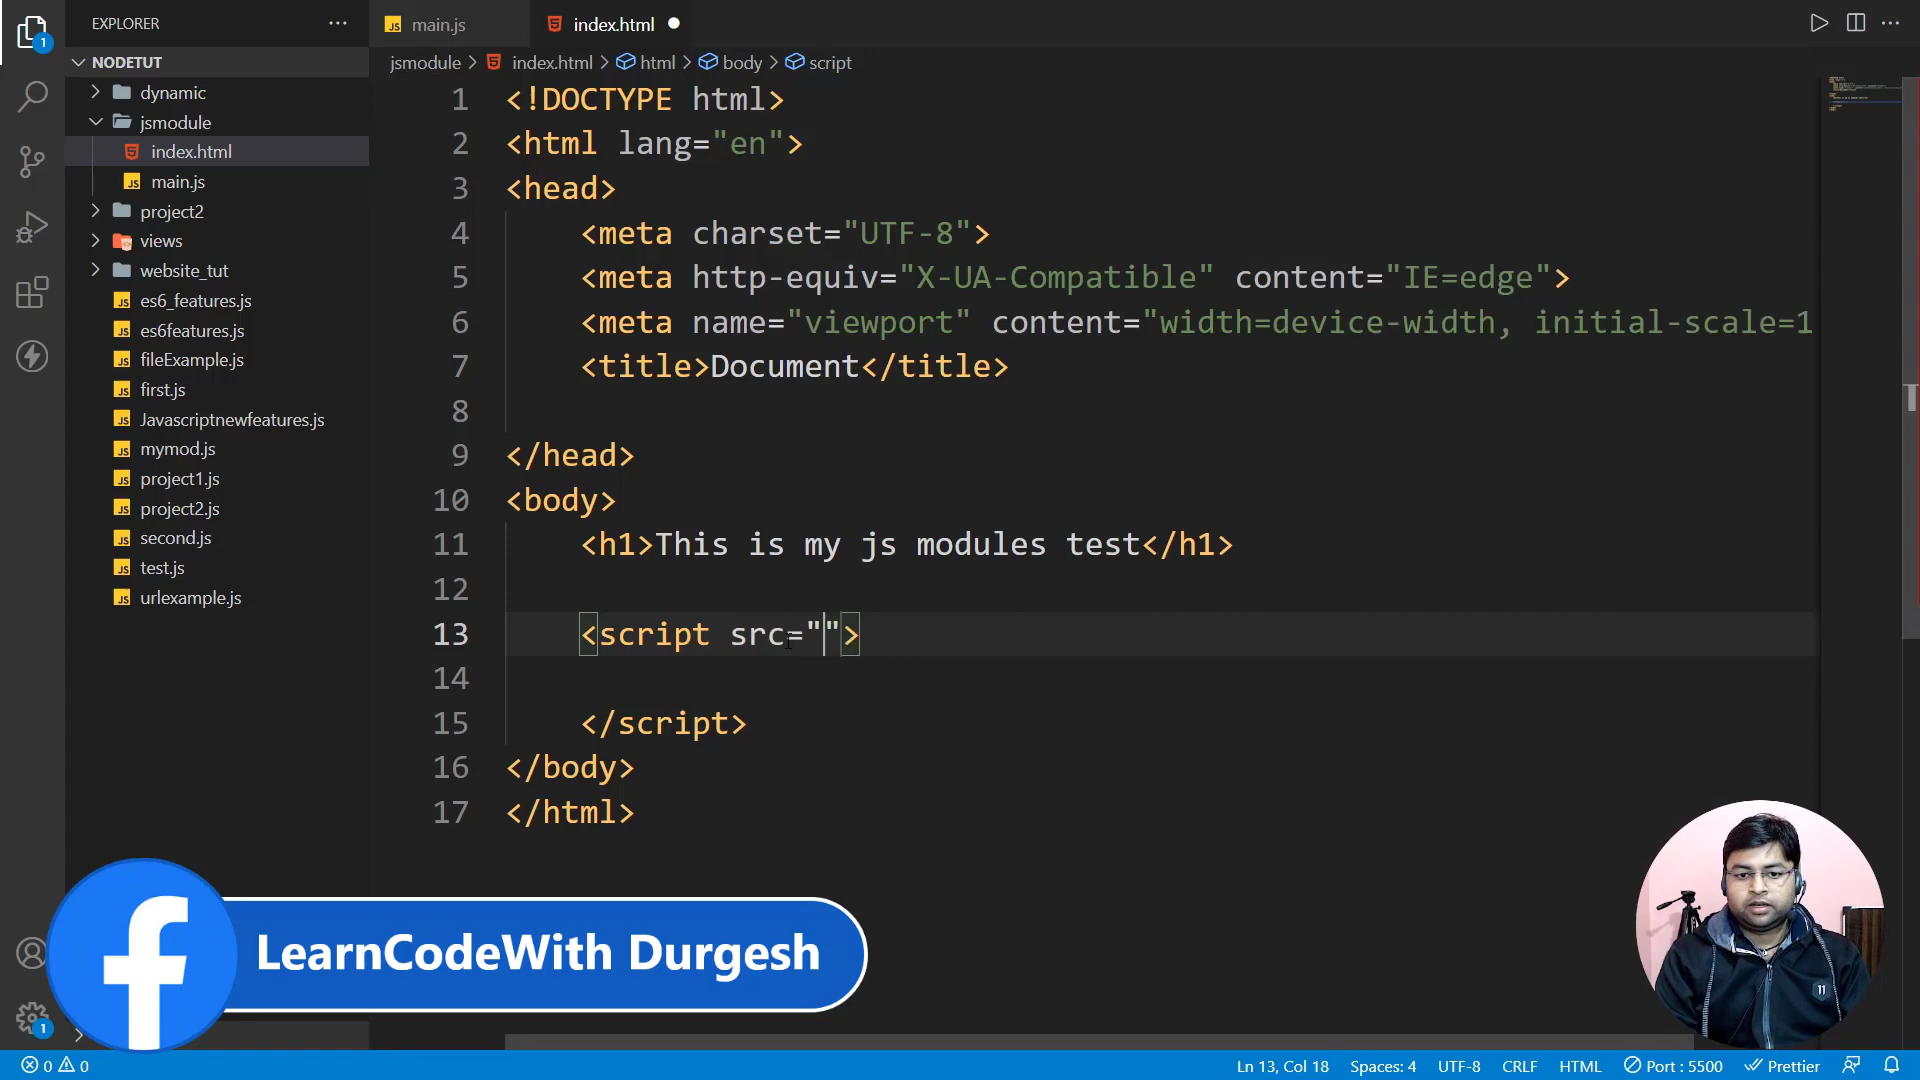 EXPLORER
NODETUT
dynamic
jsmodule
index.html
main.js
project2
views
website_tut
es6_features.js
es6features.js
fileExample.js
first.js
Javascriptnewfeatures.js
mymod.js
project1.js
project2.js
second.js
test.js
urlexample.js
main.js
index.html
jsmodule > index.html > html > body > script
1 <!DOCTYPE html>
2 <html lang="en">
3 <head>
4 <meta charset="UTF-8">
5 <meta http-equiv="X-UA-Compatible" content="IE=edge">
6 <meta name="viewport" content="width=device-width, initial-scale=1
7 <title>Document</title>
8
9 </head>
10 <body>
11 <h1>This is my js modules test</h1>
12
13 <script src="">
14
15 </script>
16 </body>
17 </html>
1
1
LearnCodeWith Durgesh
0 0
Ln 13, Col 18 Spaces: 4 UTF-8 CRLF HTML Port : 5500 Prettier